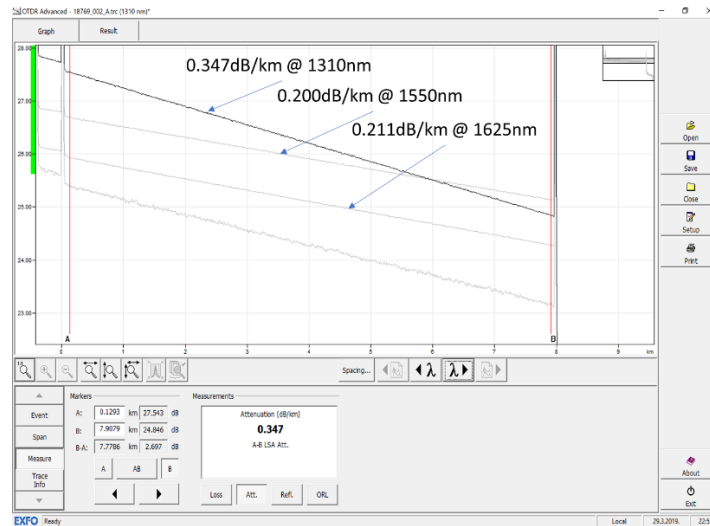 OTDR Advanced - 18769_002_A.trc (1310 nm)*
Graph Result
28.00
0.347dB/km @ 1310nm
0.200dB/km @ 1550nm
27.00
0.211dB/km @ 1625nm
26.00
25.00
24.00
23.00
A B
0 1 2 3 4 5 6 7 8 9 km
Open
Save
Close
Setup
Print
Spacing...
λ λ
Event
Span
Measure
Trace
Info
Markers
A: 0.1293 km 27.543 dB
B: 7.9079 km 24.846 dB
B-A: 7.7786 km 2.697 dB
A AB B
Measurements
Attenuation (dB/km)
0.347
A-B LSA Att.
Loss Att. Refl. ORL
About
Exit
EXFO Ready Local 29.3.2019. 22:5